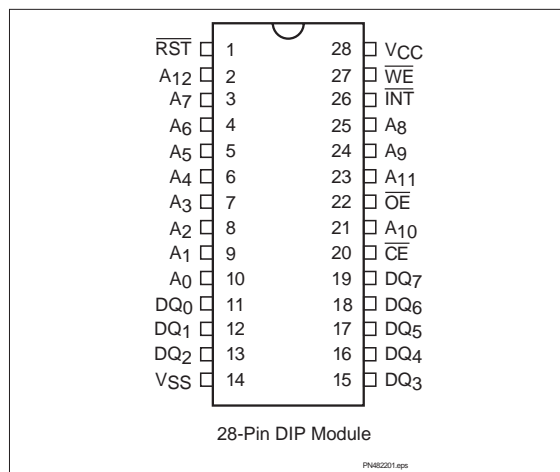 RST 1 28 VCC
A12 2 27 WE
A7 3 26 INT
A6 4 25 A8
A5 5 24 A9
A4 6 23 A11
A3 7 22 OE
A2 8 21 A10
A1 9 20 CE
A0 10 19 DQ7
DQ0 11 18 DQ6
DQ1 12 17 DQ5
DQ2 13 16 DQ4
VSS 14 15 DQ3
28-Pin DIP Module
PN482201.eps